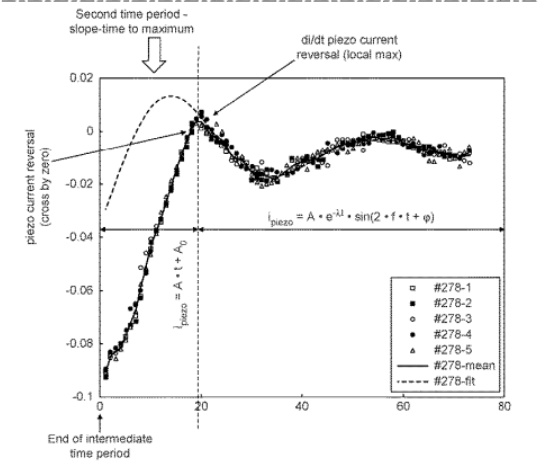 Second time period -
slope-time to maximum
di/dt piezo current
reversal (local max)
0.02
0
-0.02
-0.04
-0.06
-0.08
-0.1
piezo current reversal
(cross by zero)
i piezo = A • t + A0
i piezo = A • e-λt • sin(2 • f • t + φ)
#278-1
#278-2
#278-3
#278-4
#278-5
#278-mean
#278-fit
0
20
40
60
80
End of intermediate
time period